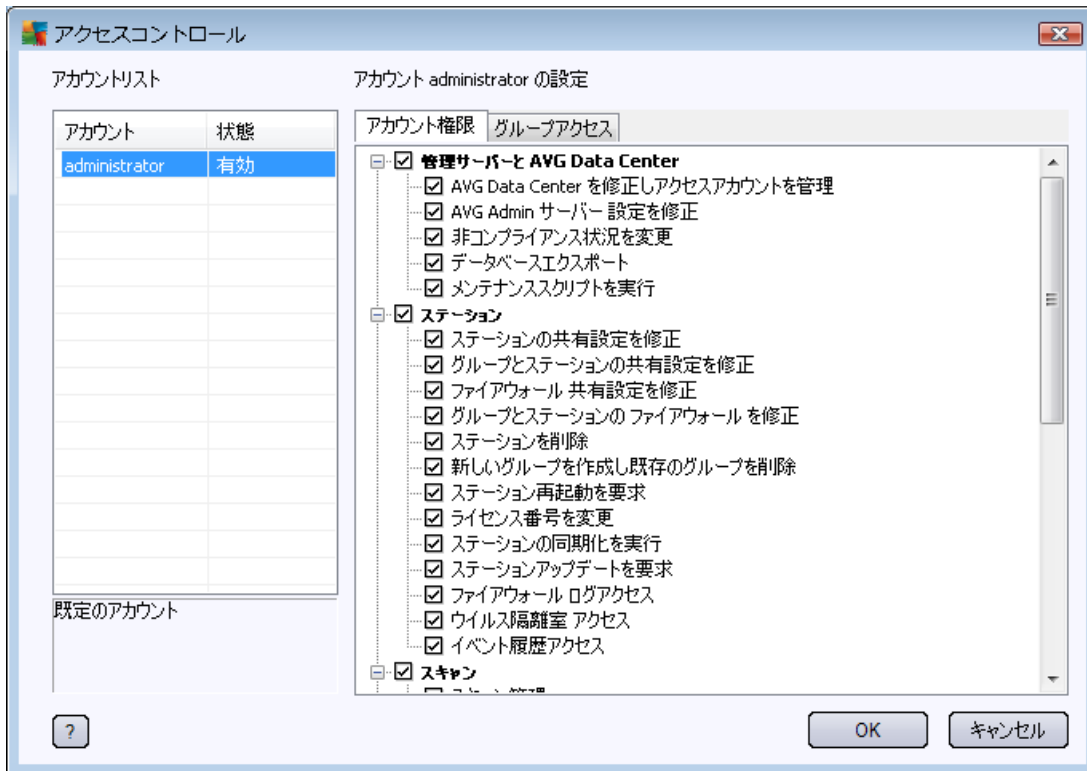 アクセスコントロール
アカウントリスト
アカウント administrator の設定
アカウント 状態
administrator 有効
既定のアカウント
アカウント権限 グループアクセス
管理サーバーと AVG Data Center
AVG Data Center を修正しアクセスアカウントを管理
AVG Admin サーバー 設定を修正
非コンプライアンス状況を変更
データベースエクスポート
メンテナンススクリプトを実行
ステーション
ステーションの共有設定を修正
グループとステーションの共有設定を修正
ファイアウォール 共有設定を修正
グループとステーションの ファイアウォール を修正
ステーションを削除
新しいグループを作成し既存のグループを削除
ステーション再起動を要求
ライセンス番号を変更
ステーションの同期化を実行
ステーションアップデートを要求
ファイアウォール ログアクセス
ウイルス隔離室 アクセス
イベント履歴アクセス
スキャン
?
OK
キャンセル